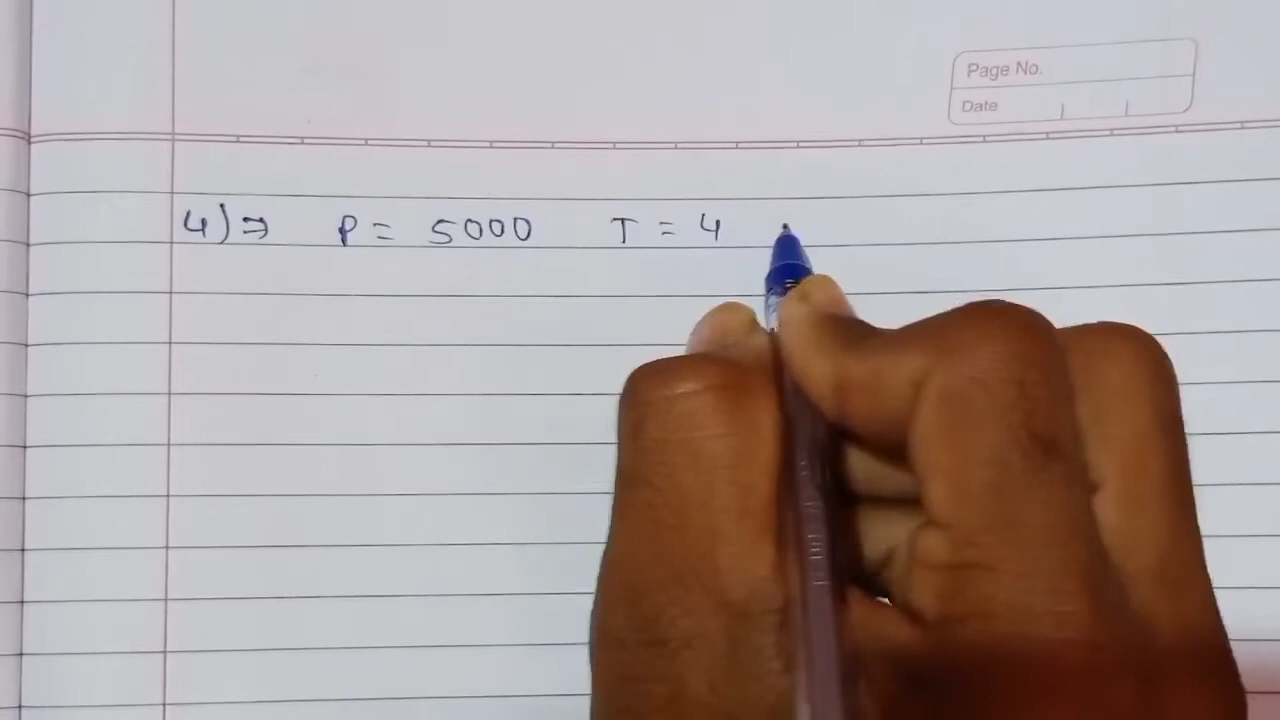 Page No.
Date
4)⇒ P = 5000 T = 4